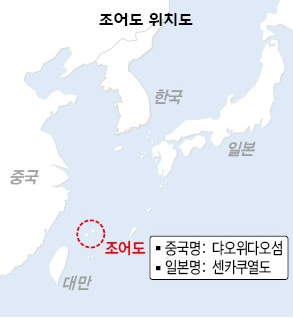 조어도 위치도
한국
일본
중국
조어도
▪ 중국명: 댜오위다오섬
▪ 일본명: 센카쿠열도
대만